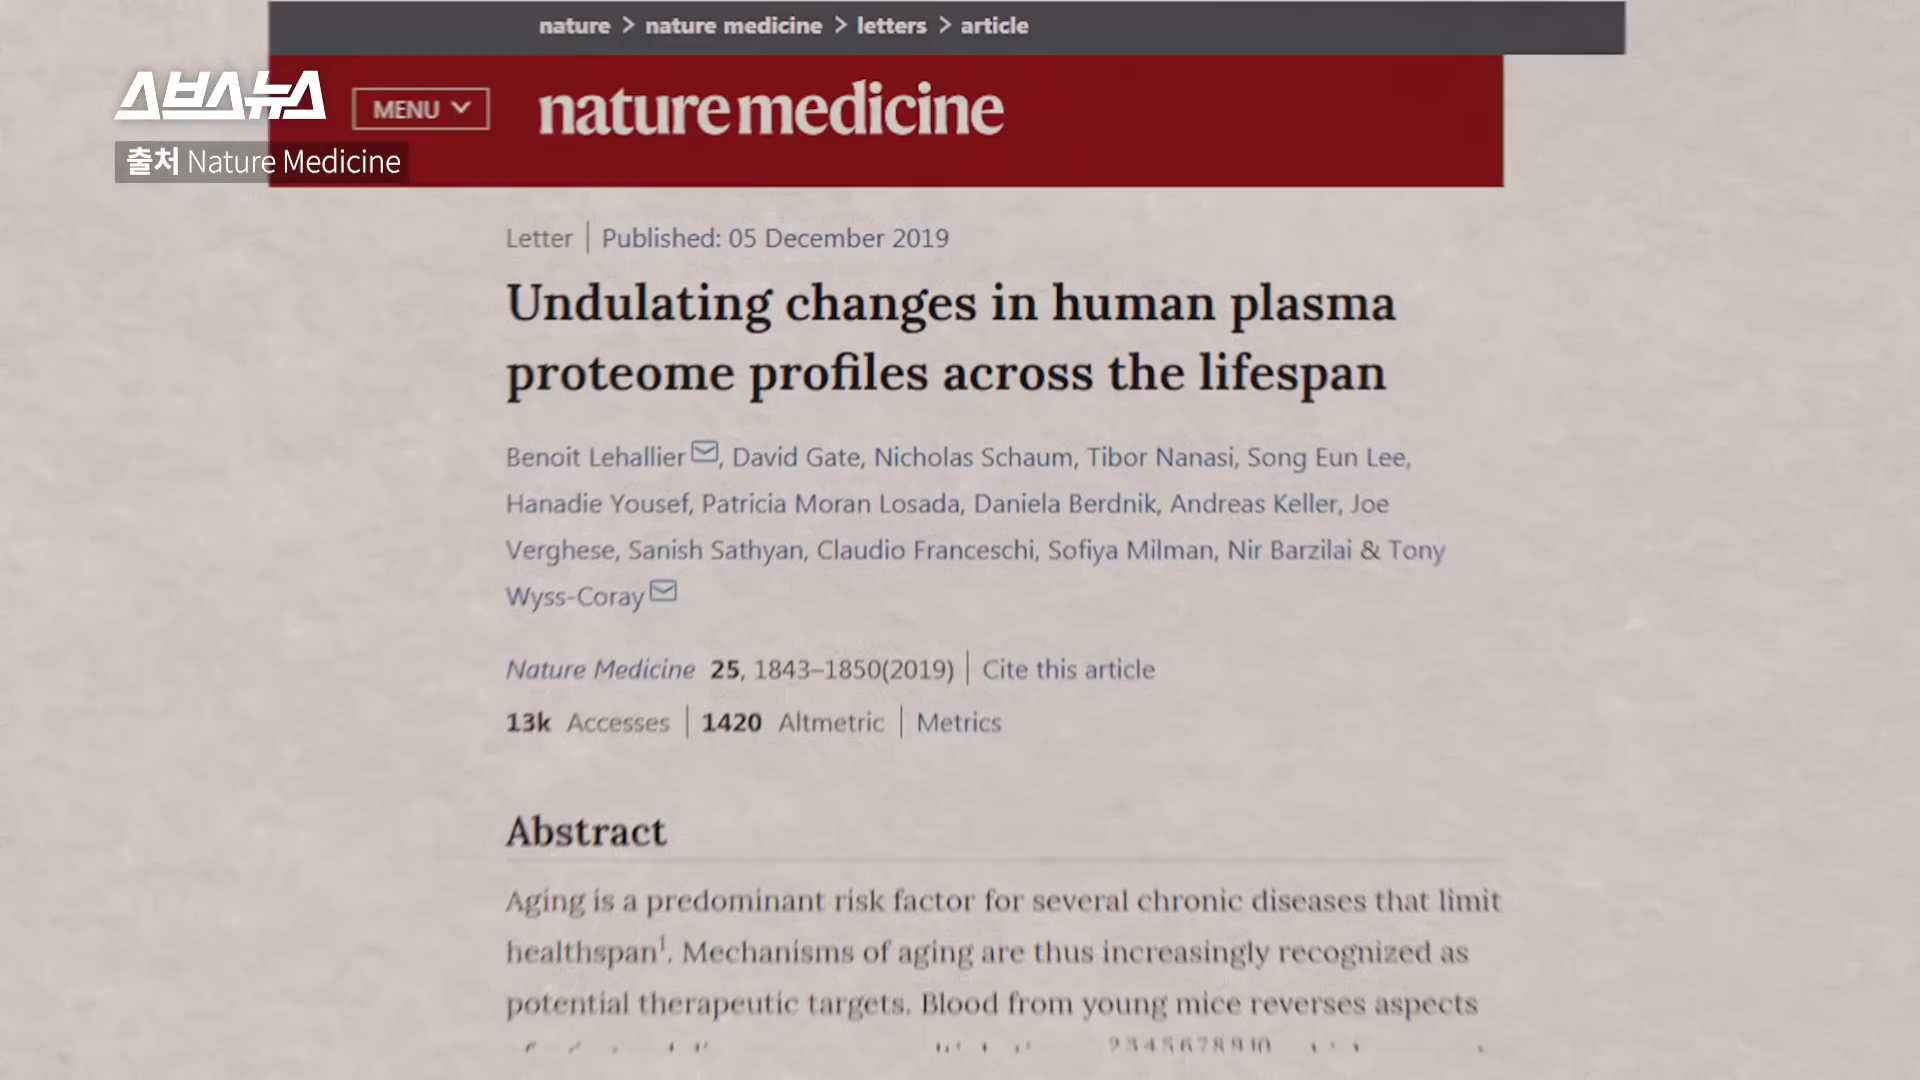 nature > nature medicine > letters > article
스브스뉴스
MENU
nature medicine
출처 Nature Medicine
Letter | Published: 05 December 2019
Undulating changes in human plasma
proteome profiles across the lifespan
Benoit Lehallier, David Gate, Nicholas Schaum, Tibor Nanasi, Song Eun Lee,
Hanadie Yousef, Patricia Moran Losada, Daniela Berdnik, Andreas Keller, Joe
Verghese, Sanish Sathyan, Claudio Franceschi, Sofiya Milman, Nir Barzilai & Tony
Wyss-Coray
Nature Medicine 25, 1843–1850(2019) | Cite this article
13k Accesses | 1420 Altmetric | Metrics
Abstract
Aging is a predominant risk factor for several chronic diseases that limit
healthspan1. Mechanisms of aging are thus increasingly recognized as
potential therapeutic targets. Blood from young mice reverses aspects